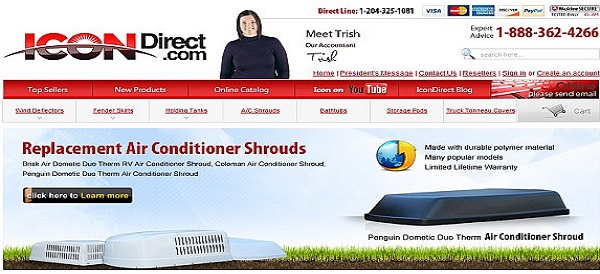 Direct Line: 1-204-325-1081 VISA DISCOVER PayPal McAfee SECURE
ICON Direct .com
Meet Trish
Our Accountant
Trish
Expert Advice 1-888-362-4266
search here...
Home | President's Message | Contact Us | Resellers | Sign in or Create an account
Top Sellers New Products Online Catalog Icon on YouTube IconDirect Blog please send email
Wind Deflectors Fender Skirts Holding Tanks A/C Shrouds Bathtubs Storage Pods Truck Tonneau Covers Cart
Replacement Air Conditioner Shrouds
Brisk Air Dometic Duo Therm RV Air Conditioner Shroud, Coleman Air Conditioner Shroud,
Penguin Dometic Duo Therm Air Conditioner Shroud
click here to Learn more
Made with durable polymer material
Many popular models
Limited Lifetime Warranty
Penguin Dometic Duo Therm Air Conditioner Shroud